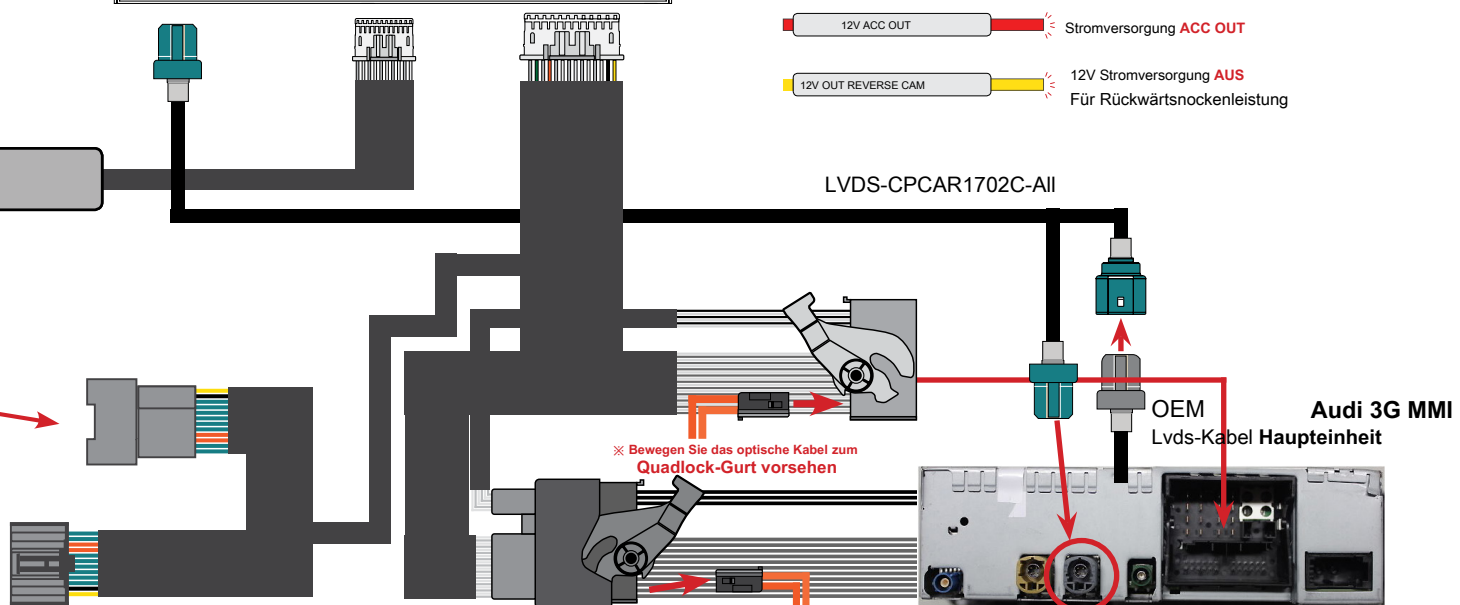 12V ACC OUT
Stromversorgung ACC OUT
12V OUT REVERSE CAM
12V Stromversorgung AUS
Für Rückwärtsnockenleistung
LVDS-CPCAR1702C-All
OEM
Lvds-Kabel Haupteinheit
Audi 3G MMI
※ Bewegen Sie das optische Kabel zum
Quadlock-Gurt vorsehen